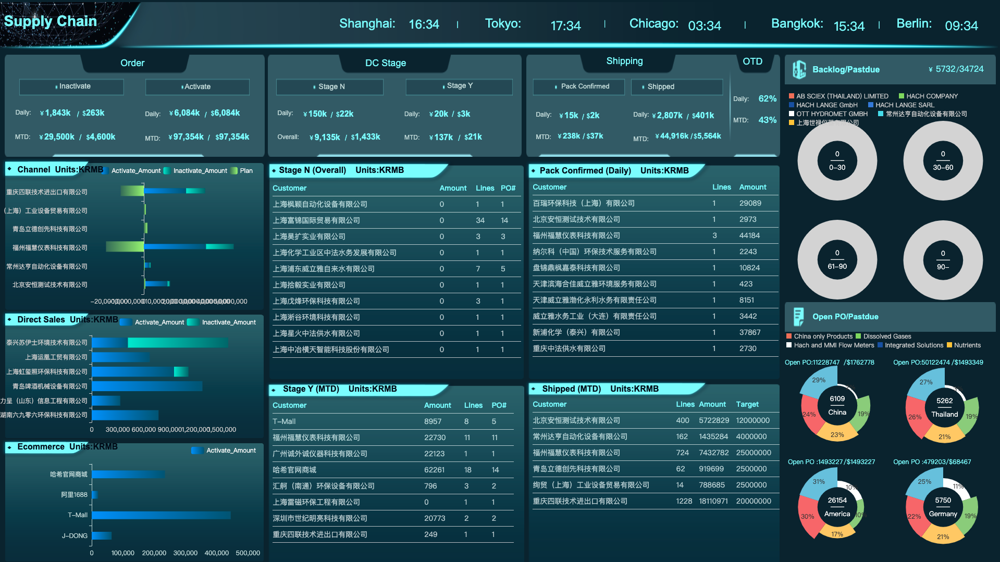 Supply Chain
Shanghai: 16:34 | Tokyo: 17:34 | Chicago: 03:34 | Bangkok: 15:34 | Berlin: 09:34
Order
Inactivate
Activate
Daily: ¥1,843k / $263k
Daily: ¥6,084k / $6,084k
MTD: ¥29,500k / $4,600k
MTD: ¥97,354k / $97,354k
DC Stage
Stage N
Stage Y
Daily: ¥150k / $22k
Daily: ¥20k / $3k
Overall: ¥9,135k / $1,433k
MTD: ¥137k / $21k
Shipping
Pack Confirmed
Shipped
Daily: ¥15k / $2k
Daily: ¥2,807k / $401k
MTD: ¥238k / $37k
MTD: ¥44,916k / $5,564k
OTD
Daily: 62%
MTD: 43%
Channel Units:KRMB
Activate_Amount Inactivate_Amount Plan
重庆四联技术进出口有限公司
（上海）工业设备贸易有限公司
青岛立德创先科技有限公司
福州福慧仪表科技有限公司
常州达亨自动化设备有限公司
北京安恒测试技术有限公司
Direct Sales Units:KRMB
Activate_Amount Inactivate_Amount
泰兴苏伊士环境技术有限公司
上海运凰工贸有限公司
上海虹玺照环保科技有限公司
青岛啤酒机械设备有限公司
力呈（山东）信息工程有限公司
湖南六九零六环保科技有限公司
0 300,000 600,000 900,000 1,200,000 1,500,000
Ecommerce Units:KRMB
Activate_Amount
哈希官网商城
阿里1688
T-Mall
J-DONG
0 100,000 200,000 300,000 400,000 500,000
Stage N (Overall) Units:KRMB
Customer Amount Lines PO#
上海枫颖自动化设备有限公司 0 1 1
上海富锦国际贸易有限公司 0 34 14
上海昊扩实业有限公司 0 3 3
上海化学工业区中法水务发展有限公司 0 1 1
上海浦东威立雅自来水有限公司 0 7 5
上海拾毅实业有限公司 0 1 1
上海戊烽环保科技有限公司 0 3 1
上海淅谷环境科技有限公司 0 1 1
上海星火中法供水有限公司 0 1 1
上海中冶横天智能科技股份有限公司 0 1 1
Stage Y (MTD) Units:KRMB
Customer Amount Lines PO#
T-Mall 8957 8 5
福州福慧仪表科技有限公司 22730 11 11
广州诚外诚仪器科技有限公司 22123 1 1
哈希官网商城 62261 18 14
汇舸（南通）环保设备有限公司 796 3 2
上海雷磁环保工程有限公司 0 1 1
深圳市世纪明亮科技有限公司 20773 2 2
重庆四联技术进出口有限公司 249 1 1
Pack Confirmed (Daily) Units:KRMB
Customer Lines Amount
百瑞环保科技（上海）有限公司 1 29089
北京安恒测试技术有限公司 1 2973
福州福慧仪表科技有限公司 3 44184
纳尔科（中国）环保技术服务有限公司 1 2243
盘锦鼎枫嘉泰科技有限公司 1 10824
天津滨海合佳威立雅环境服务有限公司 1 423
天津威立雅渤化永利水务有限责任公司 1 8151
威立雅水务工业（大连）有限责任公司 1 3442
新浦化学（泰兴）有限公司 1 37867
重庆中法供水有限公司 1 2730
Shipped (MTD) Units:KRMB
Customer Lines Amount Target
北京安恒测试技术有限公司 400 5722829 12000000
常州达亨自动化设备有限公司 162 1435284 4000000
福州福慧仪表科技有限公司 724 7432782 25000000
青岛立德创先科技有限公司 62 919699 2500000
绚贸（上海）工业设备贸易有限公司 14 788685 2500000
重庆四联技术进出口有限公司 1228 18110971 20000000
Backlog/Pastdue ¥ 5732/34724
AB SCIEX (THAILAND) LIMITED HACH COMPANY
HACH LANGE GmbH HACH LANGE SARL
OTT HYDROMET GMBH 常州达亨自动化设备有限公司
上海世禄仪器有限公司
0
0-30
0
30-60
0
61-90
0
90-
Open PO/Pastdue
China only Products Dissolved Gases
Hach and MMI Flow Meters Integrated Solutions Nutrients
Open PO:11228747 /$1762778
29%
24%
23%
19%
6109
China
Open PO:50122474 /$1493349
27%
26%
21%
19%
5262
Thailand
Open PO :1493227/$1493227
31%
10%
30%
10%
17%
26154
America
Open PO :479203/$68467
25%
11%
22%
19%
21%
5750
Germany